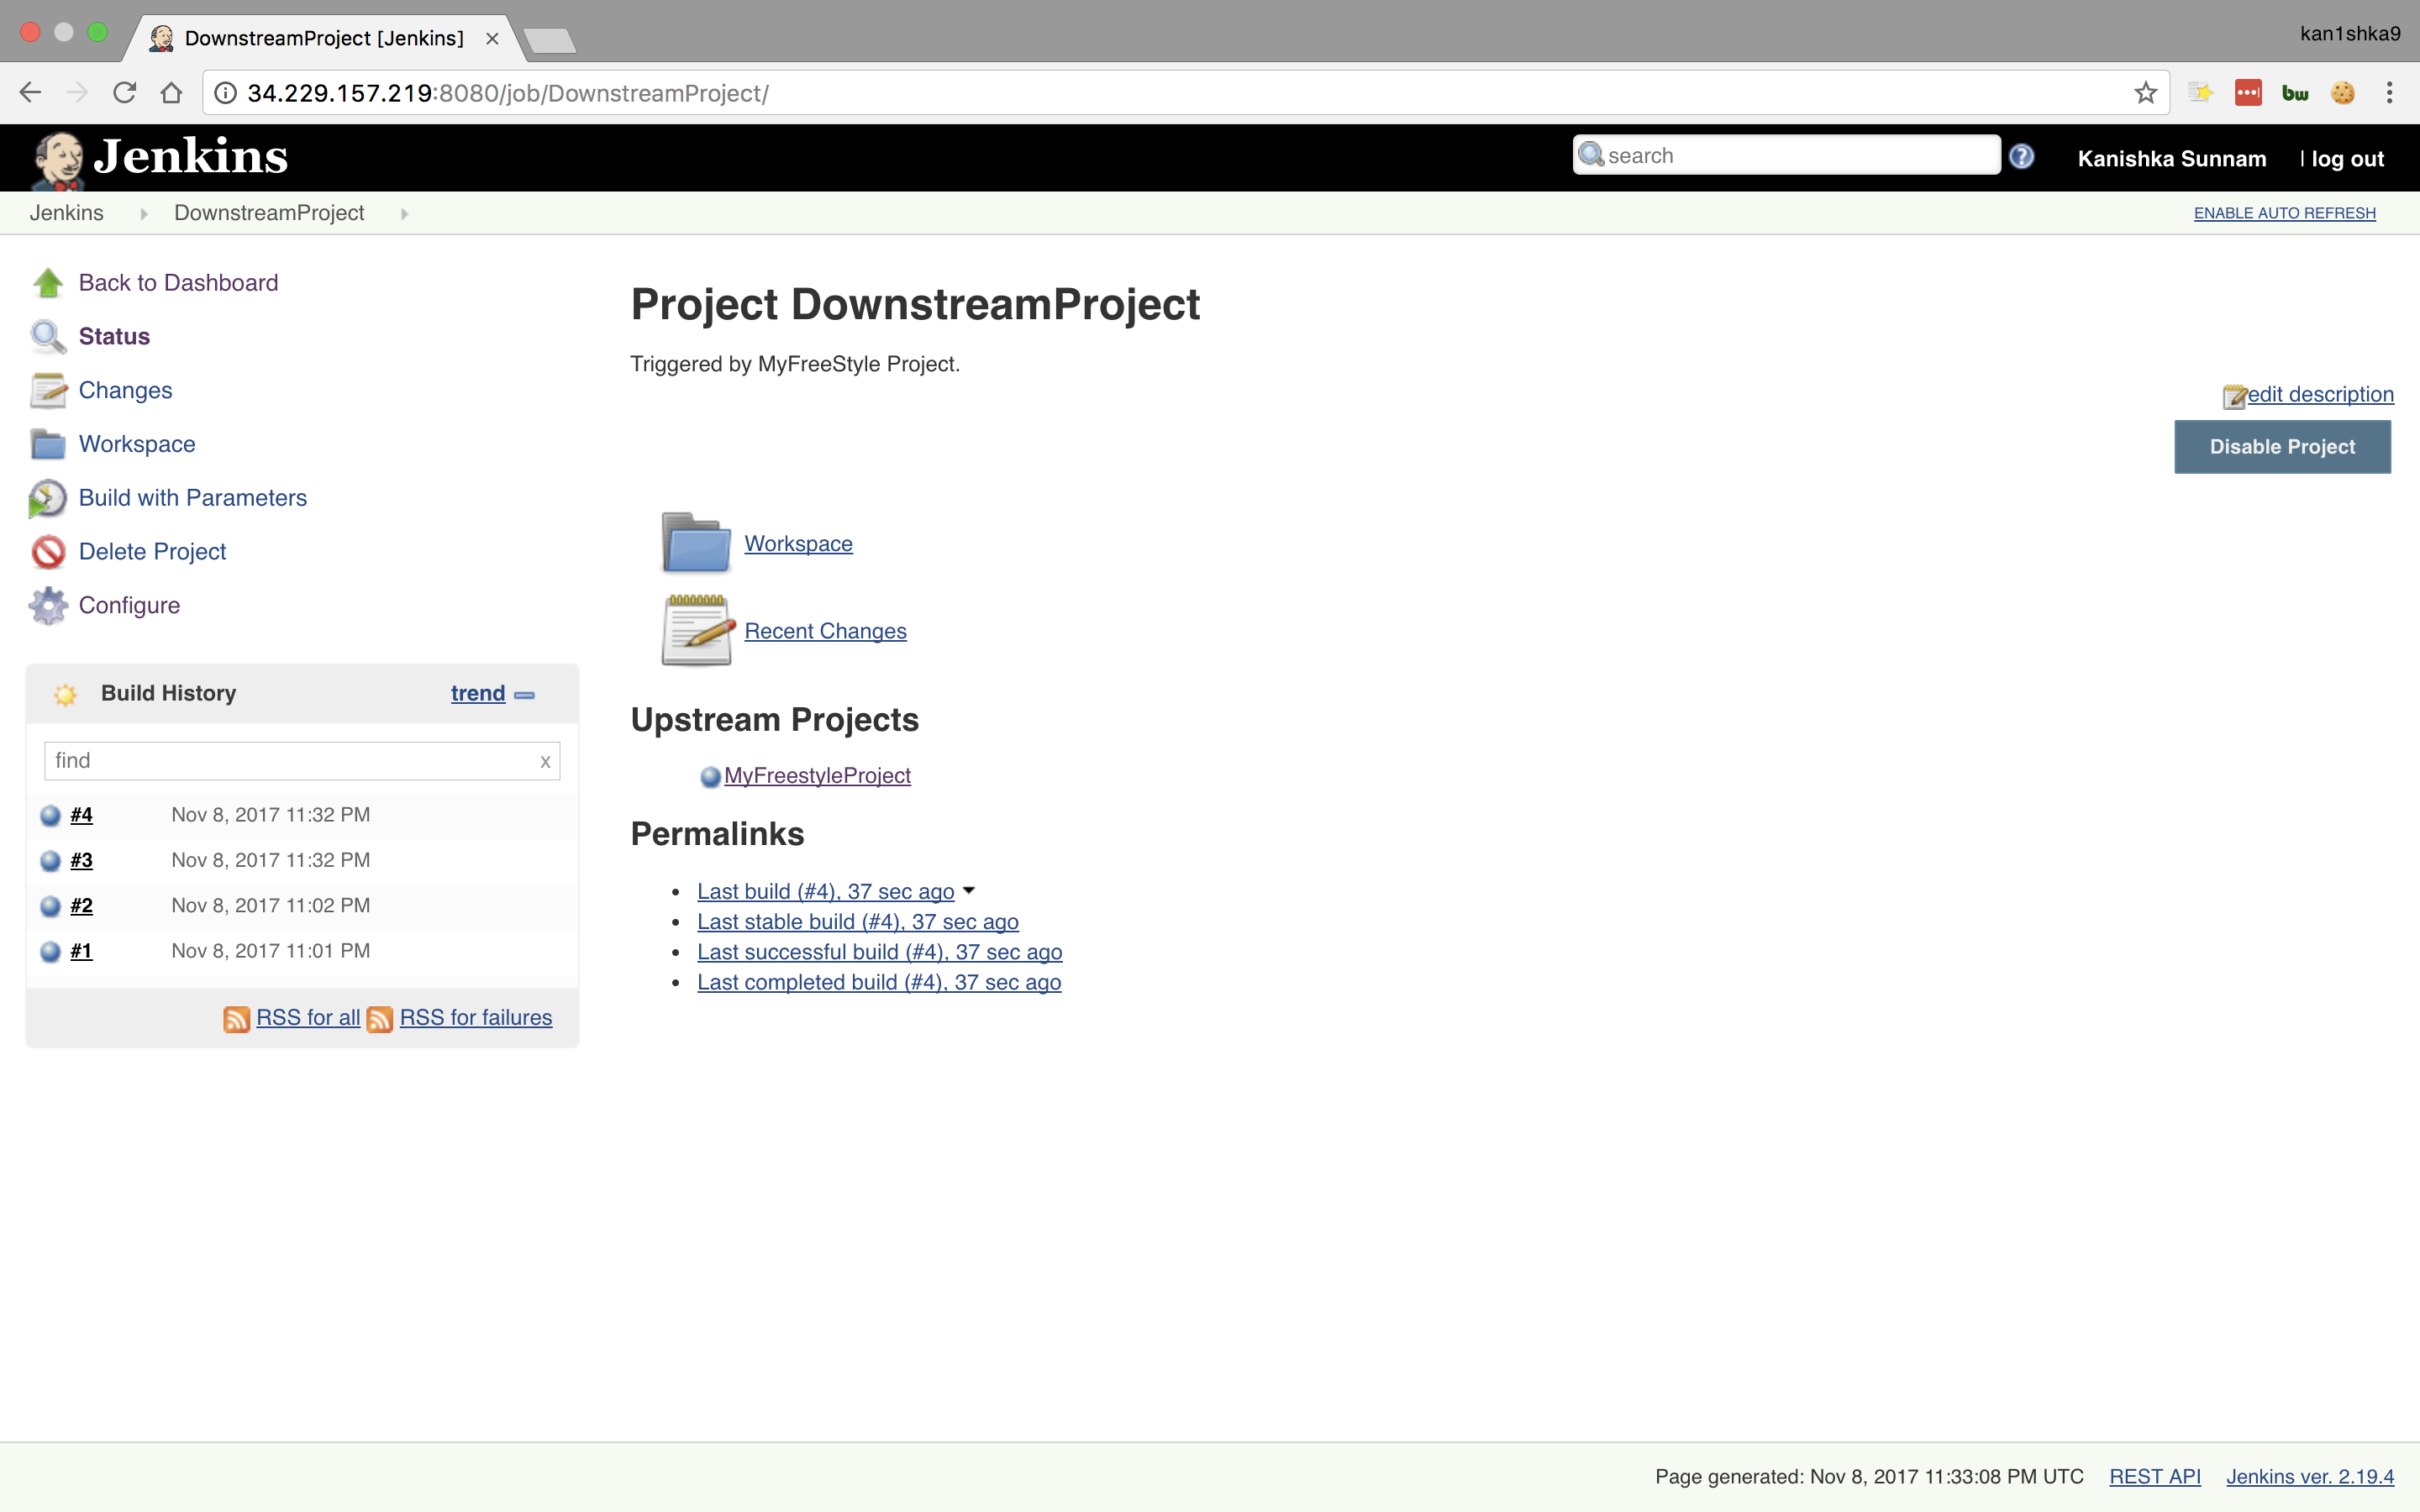 DownstreamProject [Jenkins]
kan1shka9
34.229.157.219:8080/job/DownstreamProject/
bw
Jenkins
search
Kanishka Sunnam | log out
Jenkins DownstreamProject
ENABLE AUTO REFRESH
Back to Dashboard
Status
Changes
Workspace
Build with Parameters
Delete Project
Configure
Build History trend
find x
#4 Nov 8, 2017 11:32 PM
#3 Nov 8, 2017 11:32 PM
#2 Nov 8, 2017 11:02 PM
#1 Nov 8, 2017 11:01 PM
RSS for all RSS for failures
Project DownstreamProject
Triggered by MyFreeStyle Project.
edit description
Disable Project
Workspace
Recent Changes
Upstream Projects
MyFreestyleProject
Permalinks
Last build (#4), 37 sec ago
Last stable build (#4), 37 sec ago
Last successful build (#4), 37 sec ago
Last completed build (#4), 37 sec ago
Page generated: Nov 8, 2017 11:33:08 PM UTC REST API Jenkins ver. 2.19.4